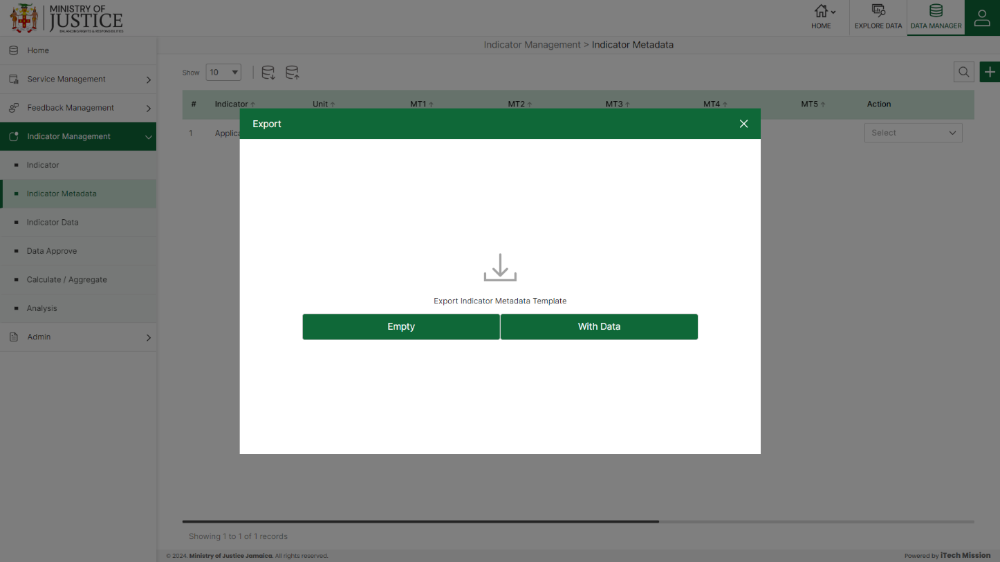 MINISTRY OF
JUSTICE
BALANCING RIGHTS & RESPONSIBILITIES
HOME
EXPLORE DATA
DATA MANAGER
Home
Service Management
Feedback Management
Indicator Management
Indicator
Indicator Metadata
Indicator Data
Data Approve
Calculate / Aggregate
Analysis
Admin
Indicator Management > Indicator Metadata
Show 10
# Indicator ↑ Unit ↑ MT1 ↑ MT2 ↑ MT3 ↑ MT4 ↑ MT5 ↑ Action
1 Applica Select
Export
Export Indicator Metadata Template
Empty With Data
Showing 1 to 1 of 1 records
© 2024. Ministry of Justice Jamaica. All rights reserved. Powered by iTech Mission